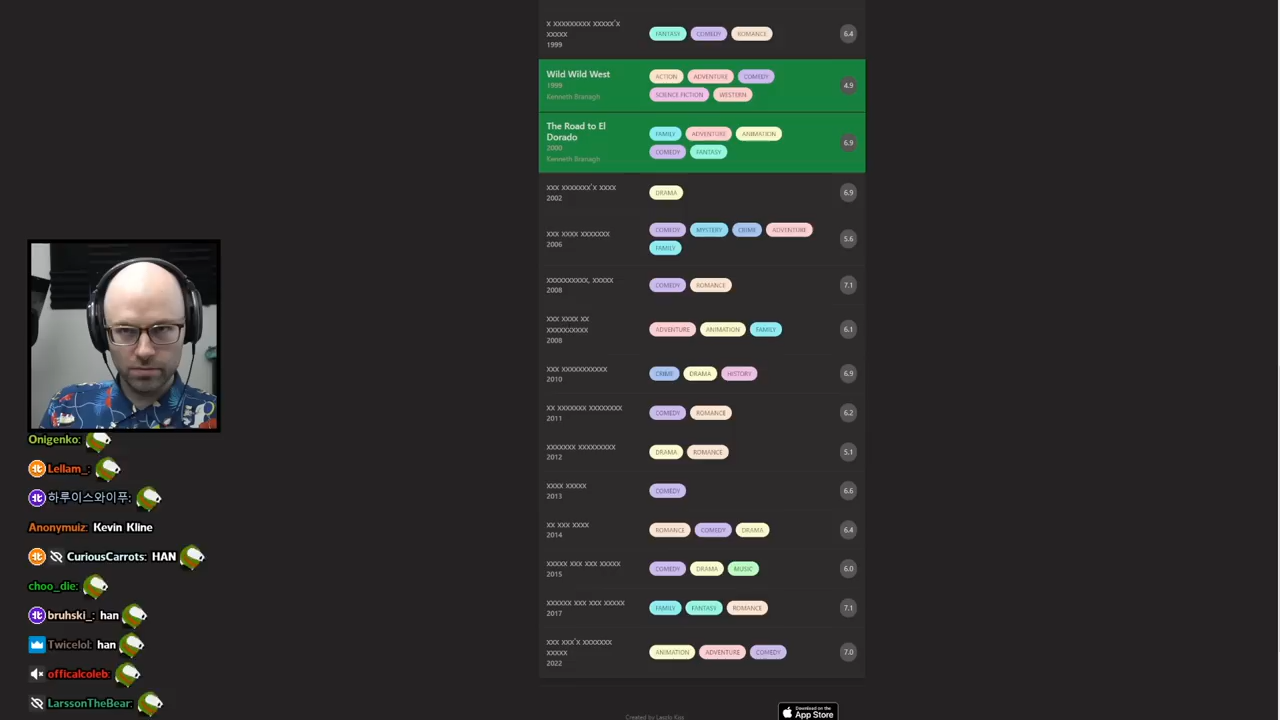 x xxxxxxxxx xxxxx'x
xxxxx
1999
FANTASY COMEDY ROMANCE
6.4
Wild Wild West
1999
Kenneth Branagh
ACTION ADVENTURE COMEDY
SCIENCE FICTION WESTERN
4.9
The Road to El
Dorado
2000
Kenneth Branagh
FAMILY ADVENTURE ANIMATION
COMEDY FANTASY
6.9
xxx xxxxxxx'x xxxx
2002
DRAMA
6.9
xxx xxxx xxxxxxx
2006
COMEDY MYSTERY CRIME ADVENTURE
FAMILY
5.6
xxxxxxxxxx, xxxxx
2008
COMEDY ROMANCE
7.1
xxx xxxx xx
xxxxxxxxxx
2008
ADVENTURE ANIMATION FAMILY
6.1
xxx xxxxxxxxxxx
2010
CRIME DRAMA HISTORY
6.9
xx xxxxxxx xxxxxxxx
2011
COMEDY ROMANCE
6.2
xxxxxxx xxxxxxxxx
2012
DRAMA ROMANCE
5.1
xxxx xxxxx
2013
COMEDY
6.6
xx xxx xxxx
2014
ROMANCE COMEDY DRAMA
6.4
xxxxx xxx xxx xxxxx
2015
COMEDY DRAMA MUSIC
6.0
xxxxxx xxx xxx xxxxx
2017
FAMILY FANTASY ROMANCE
7.1
xxx xxx'x xxxxxxx
xxxxx
2022
ANIMATION ADVENTURE COMEDY
7.0
Created by Laszlo Kiss
Download on the
App Store
Onigenko:
Lellam_:
하루이스와이푸:
Anonymuiz: Kevin Kline
CuriousCarrots: HAN
choo_die:
bruhski_: han
Twicelol: han
officalcoleb:
LarssonTheBear: